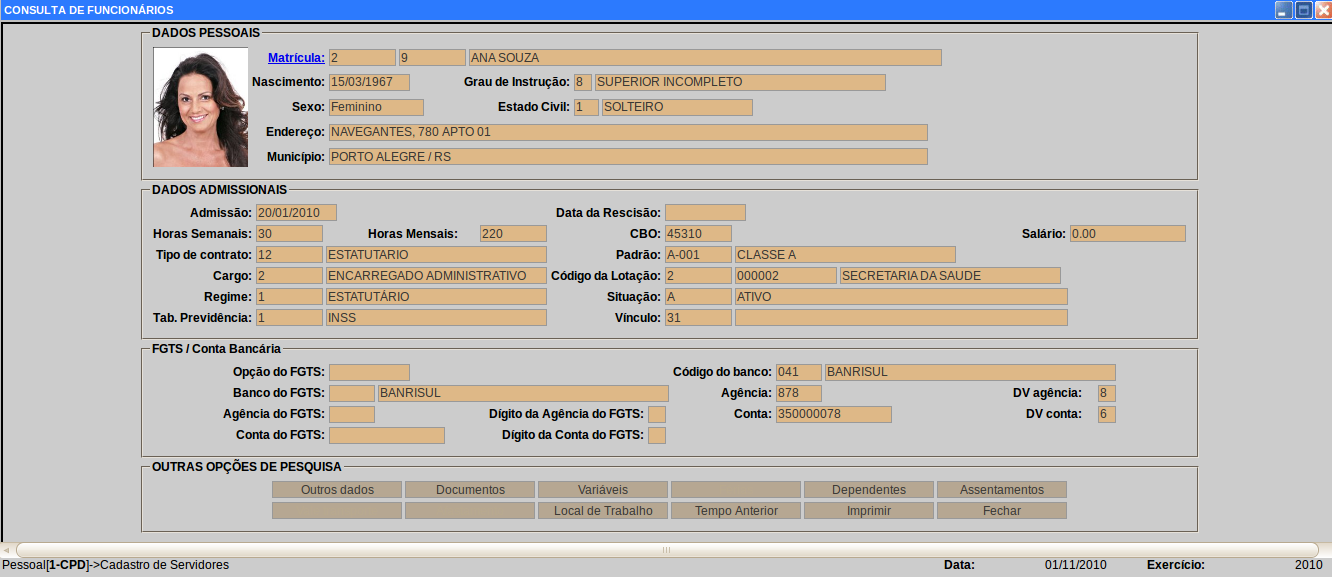 CONSULTA DE FUNCIONÁRIOS
DADOS PESSOAIS
Matrícula: 2 9 ANA SOUZA
Nascimento: 15/03/1967 Grau de Instrução: 8 SUPERIOR INCOMPLETO
Sexo: Feminino Estado Civil: 1 SOLTEIRO
Endereço: NAVEGANTES, 780 APTO 01
Município: PORTO ALEGRE / RS
DADOS ADMISSIONAIS
Admissão: 20/01/2010 Data da Rescisão:
Horas Semanais: 30 Horas Mensais: 220 CBO: 45310 Salário: 0.00
Tipo de contrato: 12 ESTATUTARIO Padrão: A-001 CLASSE A
Cargo: 2 ENCARREGADO ADMINISTRATIVO Código da Lotação: 2 000002 SECRETARIA DA SAUDE
Regime: 1 ESTATUTÁRIO Situação: A ATIVO
Tab. Previdência: 1 INSS Vínculo: 31
FGTS / Conta Bancária
Opção do FGTS: Código do banco: 041 BANRISUL
Banco do FGTS: BANRISUL Agência: 878 DV agência: 8
Agência do FGTS: Dígito da Agência do FGTS: Conta: 350000078 DV conta: 6
Conta do FGTS: Dígito da Conta do FGTS:
OUTRAS OPÇÕES DE PESQUISA
Outros dados Documentos Variáveis Dependentes Assentamentos
Local de Trabalho Tempo Anterior Imprimir Fechar
Pessoal[1-CPD]->Cadastro de Servidores Data: 01/11/2010 Exercício: 2010